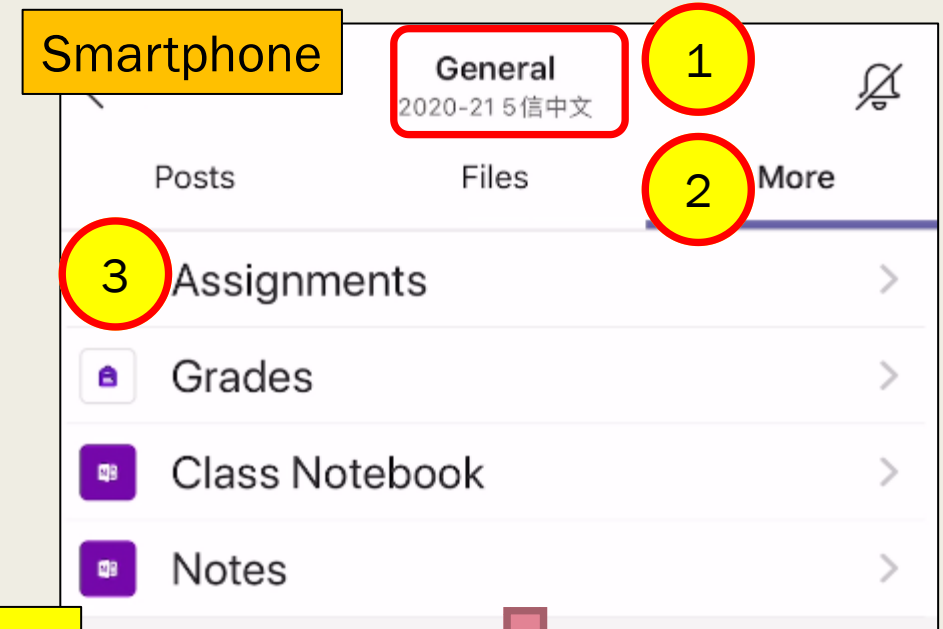 Smartphone
General
1
2020-21 5信中文
Posts
Files
2
More
3
Assignments
Grades
Class Notebook
Notes